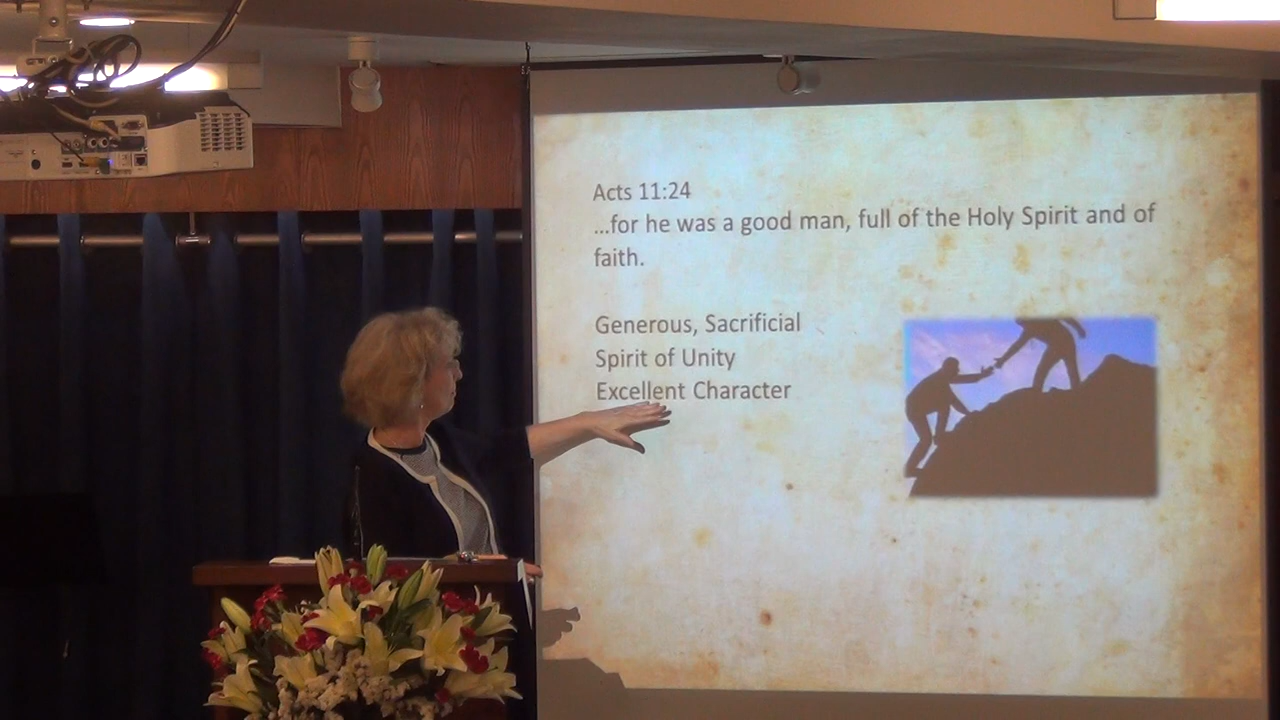 Acts 11:24
...for he was a good man, full of the Holy Spirit and of
faith.
Generous, Sacrificial
Spirit of Unity
Excellent Character